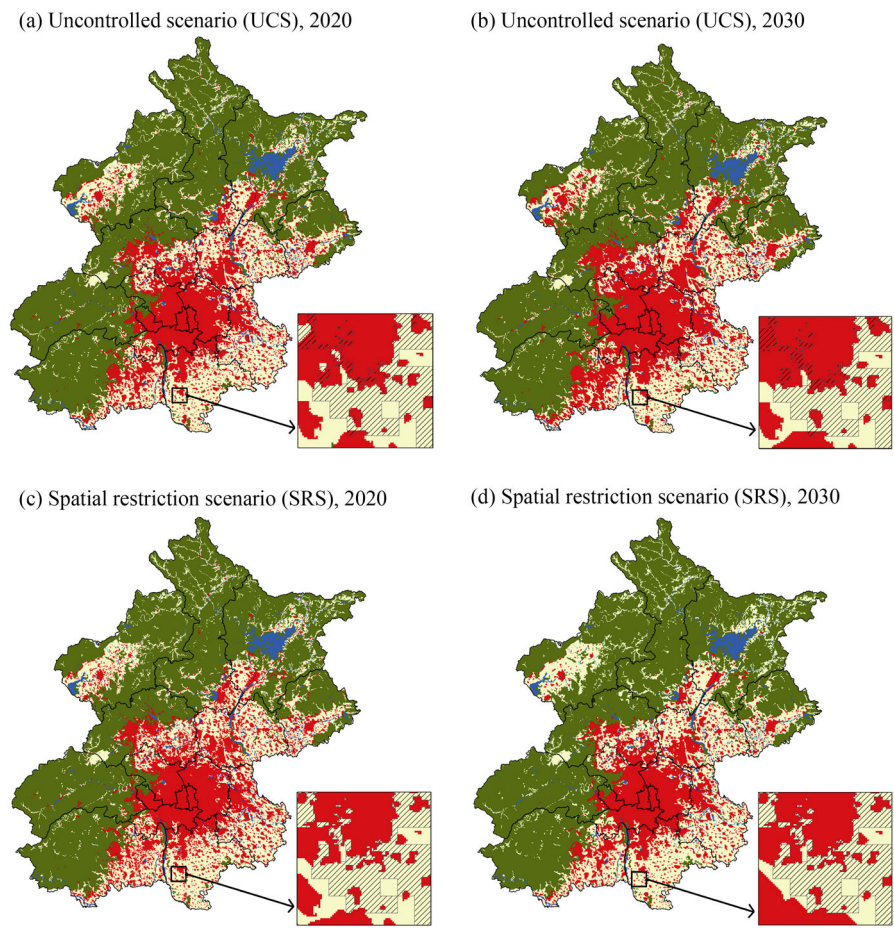 (a) Uncontrolled scenario (UCS), 2020
(b) Uncontrolled scenario (UCS), 2030
(c) Spatial restriction scenario (SRS), 2020
(d) Spatial restriction scenario (SRS), 2030